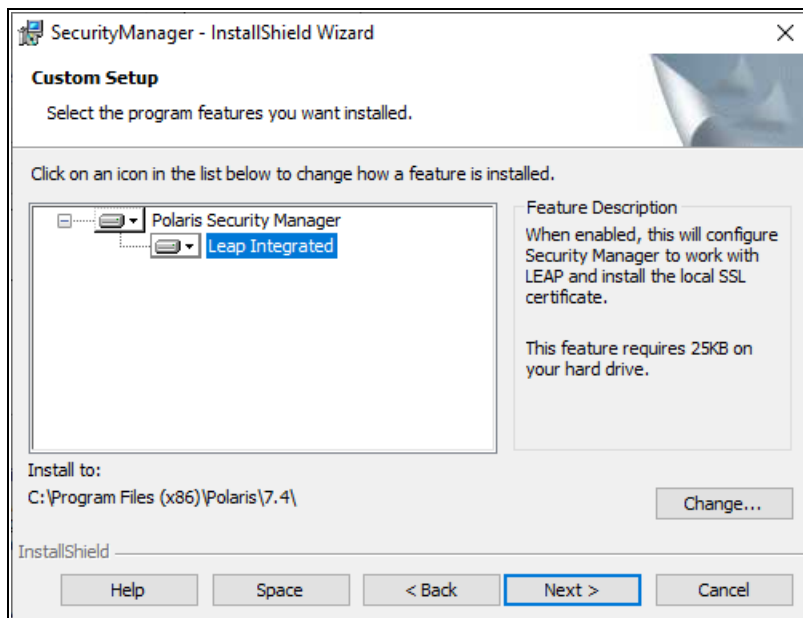 SecurityManager - InstallShield Wizard
Custom Setup
Select the program features you want installed.
Click on an icon in the list below to change how a feature is installed.
Polaris Security Manager
Leap Integrated
Feature Description
When enabled, this will configure
Security Manager to work with
LEAP and install the local SSL
certificate.
This feature requires 25KB on
your hard drive.
Install to:
C:\Program Files (x86)\Polaris\7.4\
Change...
InstallShield
Help
Space
< Back
Next >
Cancel